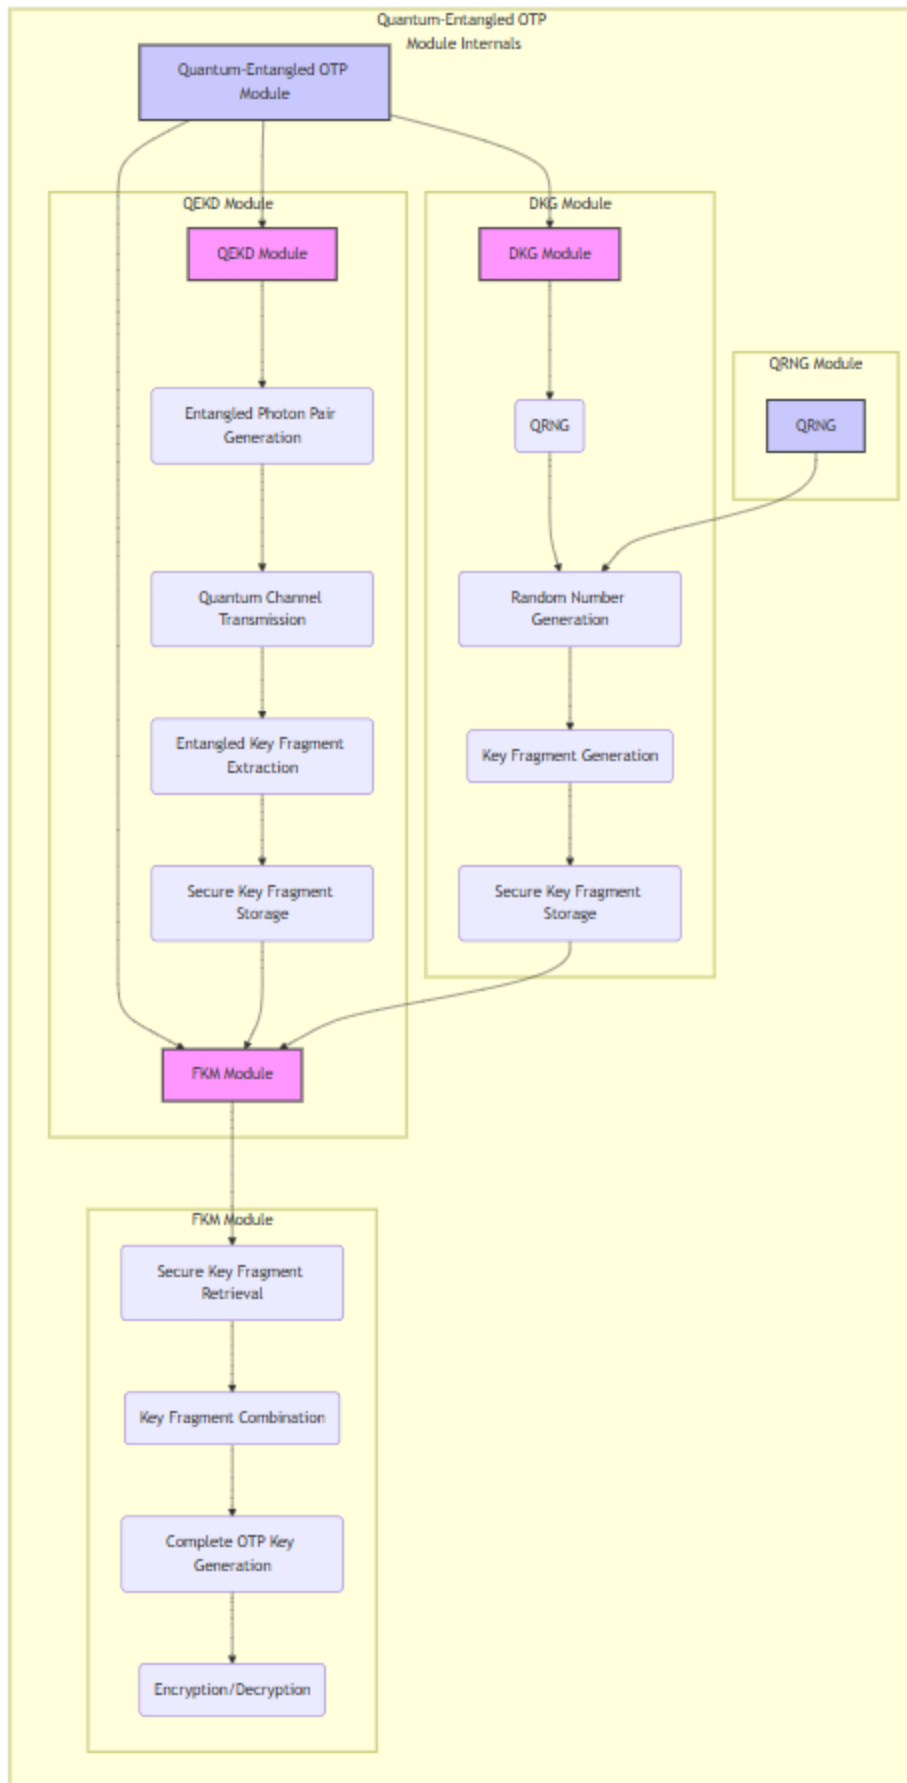 Quantum-Entangled OTP
Module Internals
Quantum-Entangled OTP
Module
QEKD Module
QEKD Module
Entangled Photon Pair
Generation
Quantum Channel
Transmission
Entangled Key Fragment
Extraction
Secure Key Fragment
Storage
FKM Module
DKG Module
DKG Module
QRNG
Random Number
Generation
Key Fragment Generation
Secure Key Fragment
Storage
QRNG Module
QRNG
FKM Module
Secure Key Fragment
Retrieval
Key Fragment Combination
Complete OTP Key
Generation
Encryption/Decryption